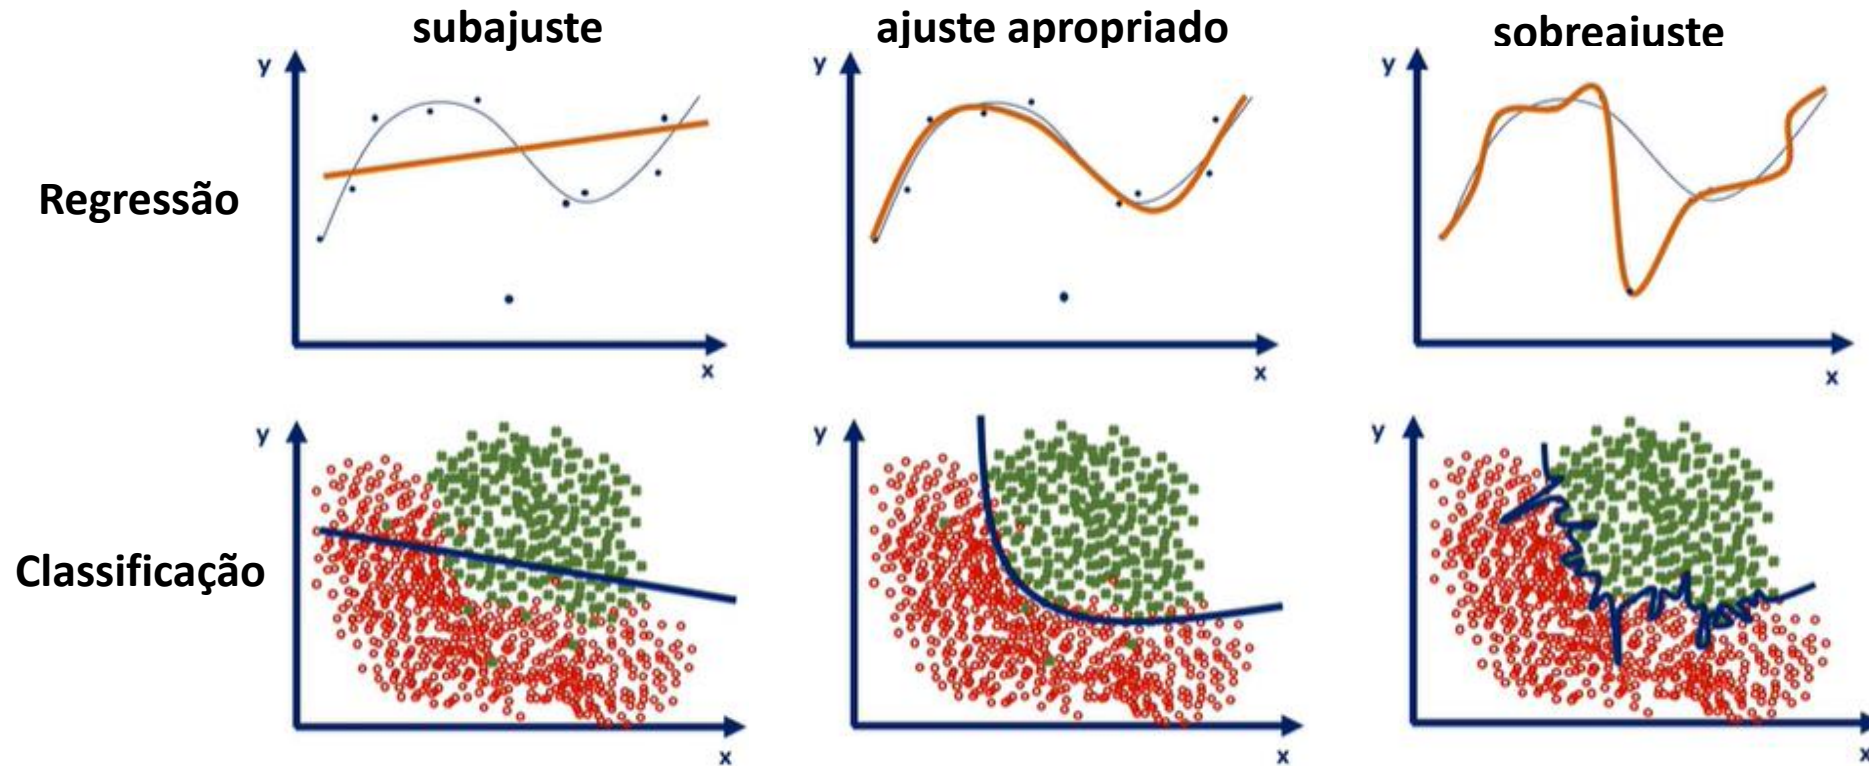 subajuste
ajuste apropriado
sobreajuste
y
y
y
Regressão
x
x
x
y
y
y
Classificação
x
x
x